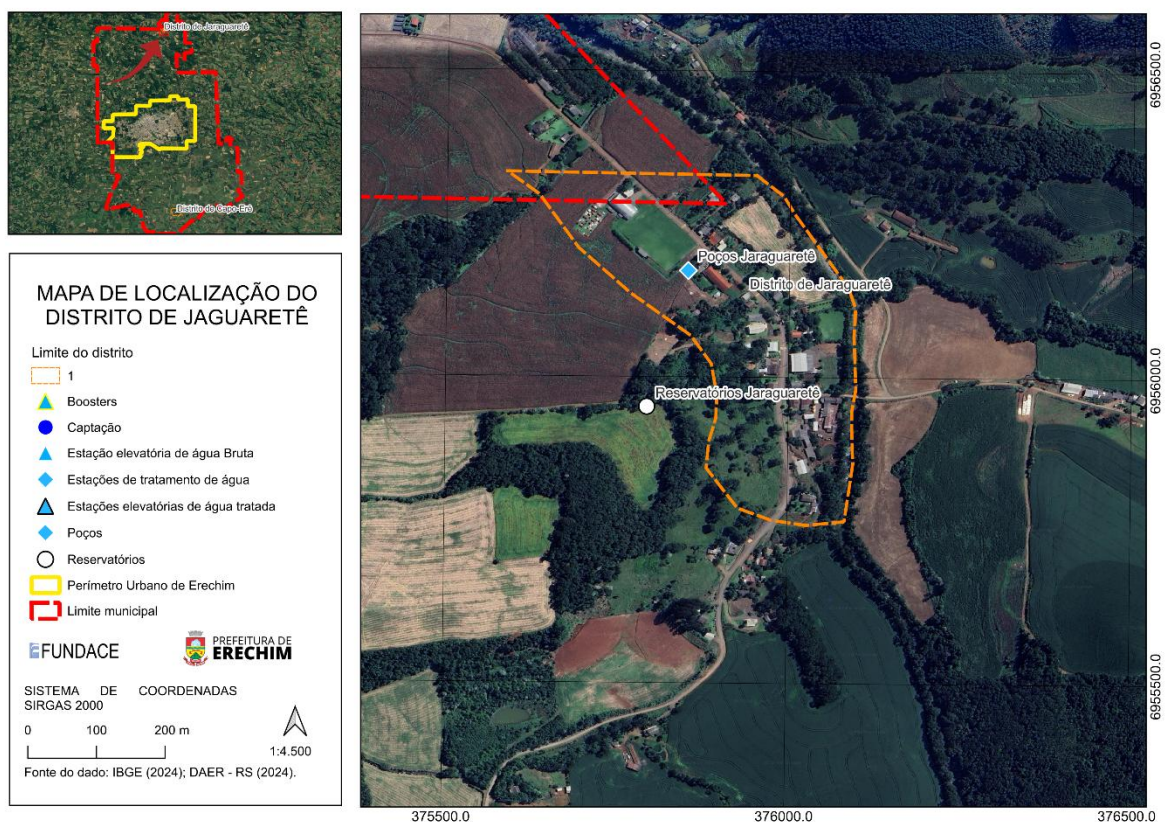 Distrito de Jaraguaretê
Distrito de Capo-Erê
MAPA DE LOCALIZAÇÃO DO
DISTRITO DE JAGUARETÊ
Limite do distrito
1
Boosters
Captação
Estação elevatória de água Bruta
Estações de tratamento de água
Estações elevatórias de água tratada
Poços
Reservatórios
Perímetro Urbano de Erechim
Limite municipal
FUNDACE
PREFEITURA DE
ERECHIM
SISTEMA DE COORDENADAS
SIRGAS 2000
0 100 200 m
1:4.500
Fonte do dado: IBGE (2024); DAER - RS (2024).
Poços Jaraguaretê
Distrito de Jaraguaretê
Reservatórios Jaraguaretê
6956500.0
6956000.0
6955500.0
375500.0 376000.0 376500.0